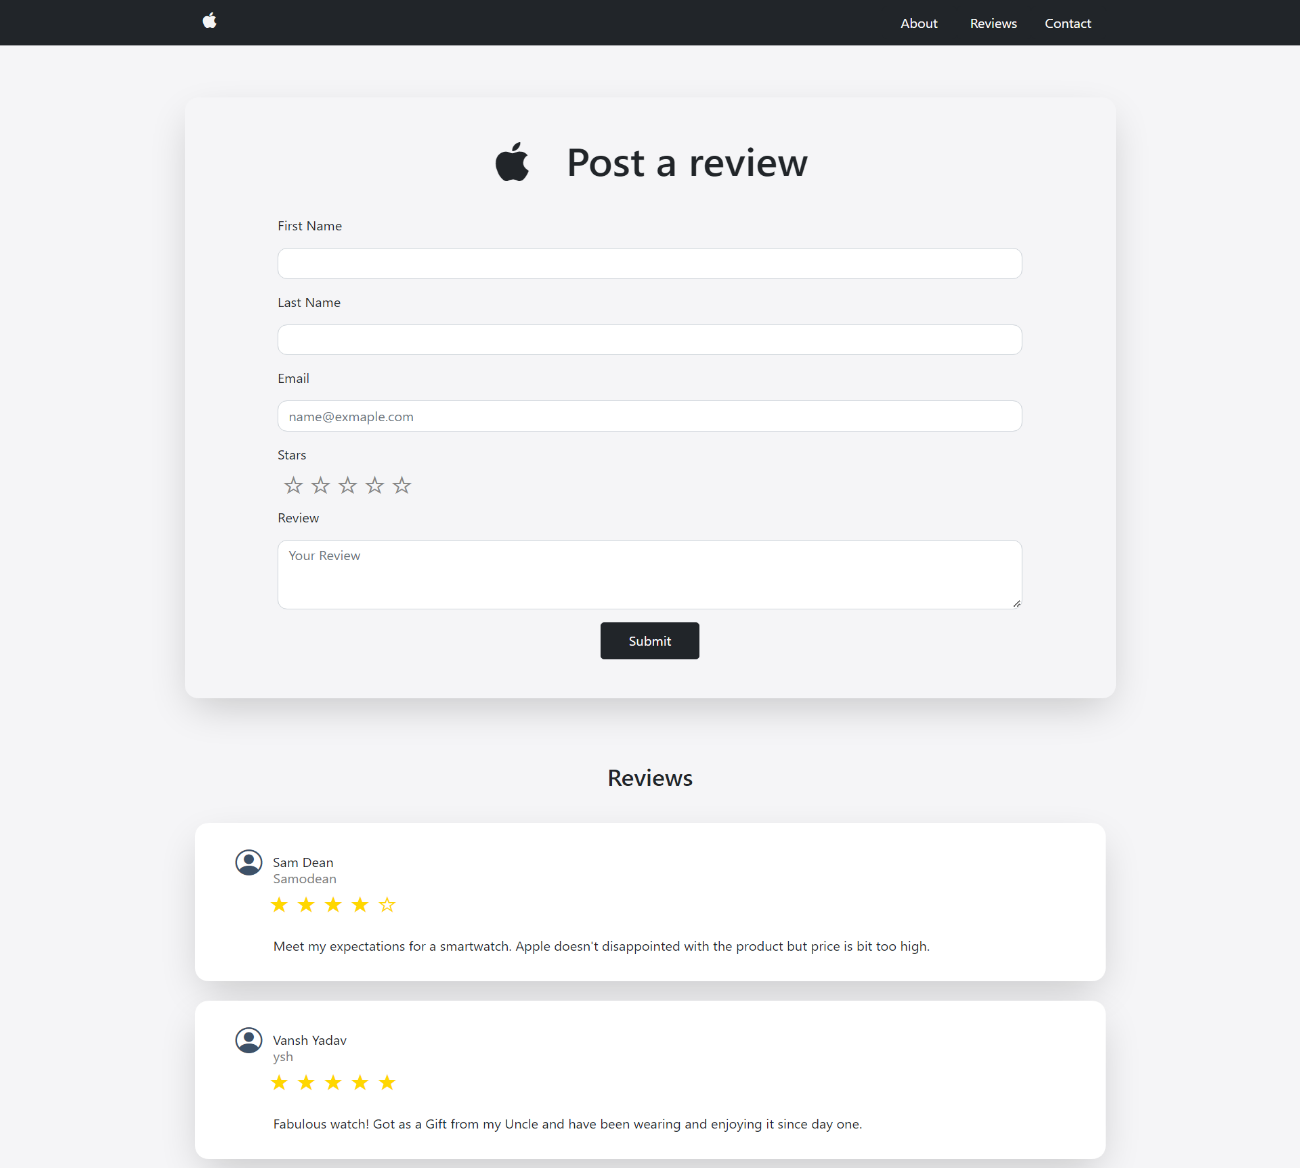 About Reviews Contact
Post a review
First Name
Last Name
Email
name@exmaple.com
Stars
Review
Your Review
Submit
Reviews
Sam Dean
Samodean
Meet my expectations for a smartwatch. Apple doesn't disappointed with the product but price is bit too high.
Vansh Yadav
ysh
Fabulous watch! Got as a Gift from my Uncle and have been wearing and enjoying it since day one.